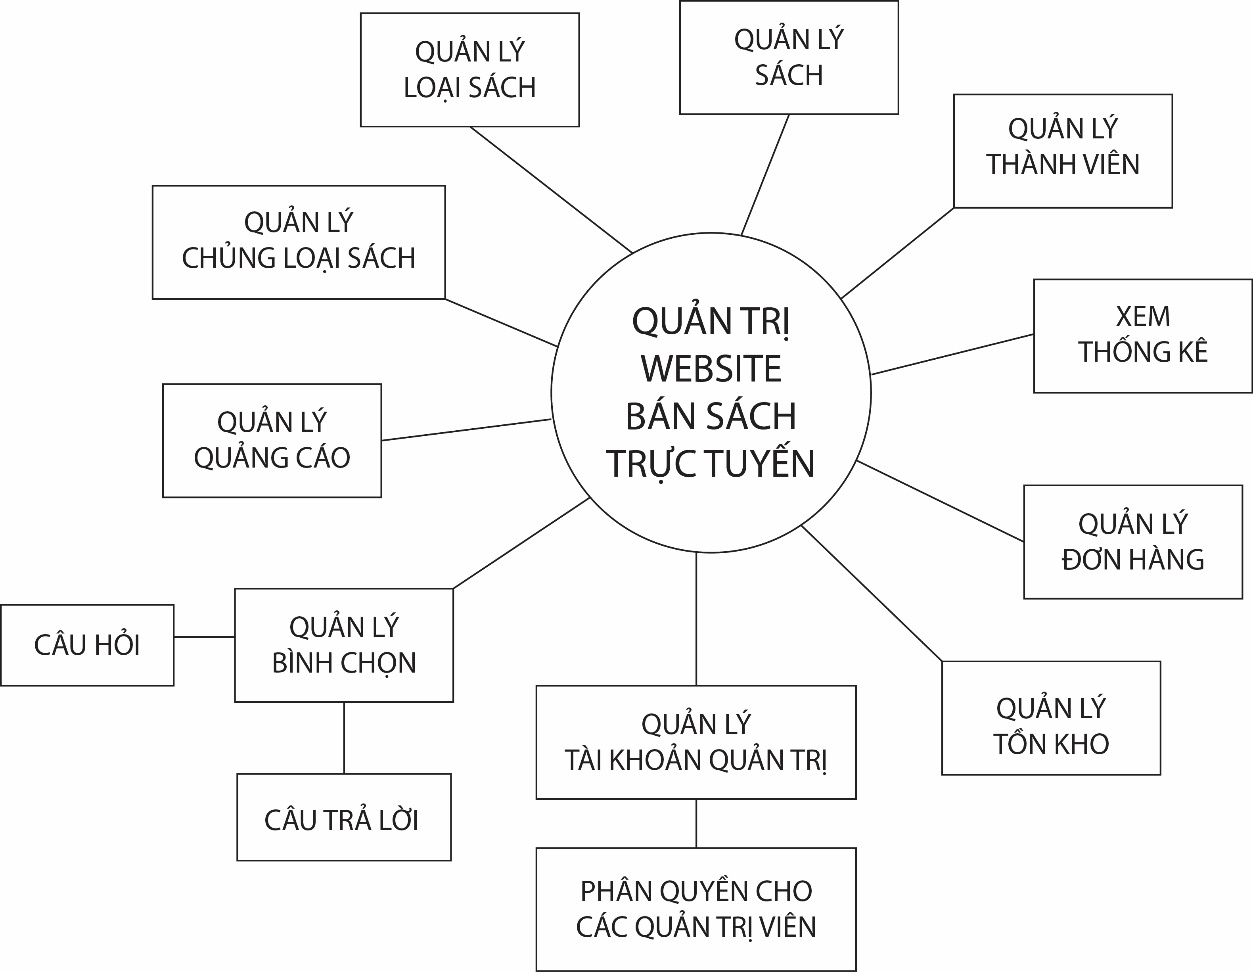 QUẢN LÝ
LOẠI SÁCH
QUẢN LÝ
SÁCH
QUẢN LÝ
THÀNH VIÊN
QUẢN LÝ
CHỦNG LOẠI SÁCH
XEM
THỐNG KÊ
QUẢN TRỊ
WEBSITE
BÁN SÁCH
TRỰC TUYẾN
QUẢN LÝ
QUẢNG CÁO
QUẢN LÝ
ĐƠN HÀNG
CÂU HỎI
QUẢN LÝ
BÌNH CHỌN
QUẢN LÝ
TÀI KHOẢN QUẢN TRỊ
QUẢN LÝ
TỒN KHO
CÂU TRẢ LỜI
PHÂN QUYỀN CHO
CÁC QUẢN TRỊ VIÊN